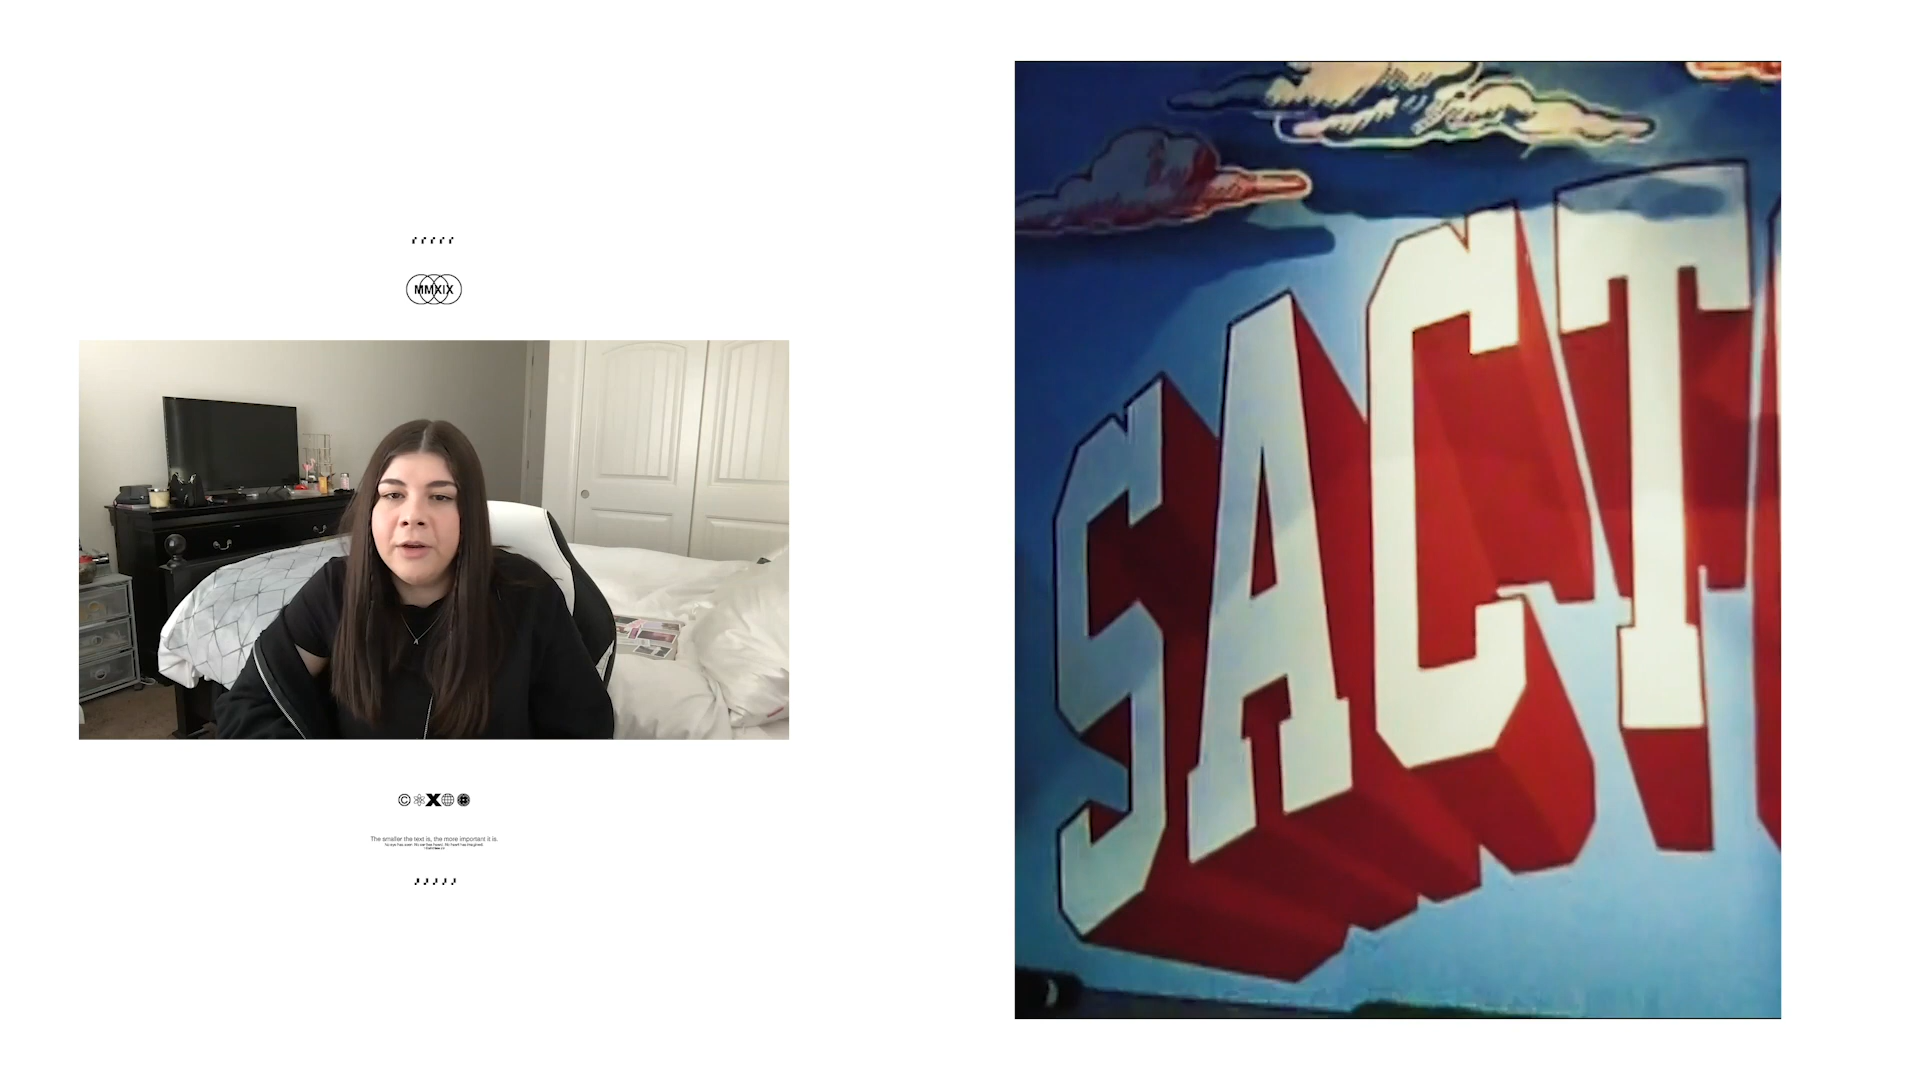 MMXIX
©
The smaller the text is, the more important it is.
SACT